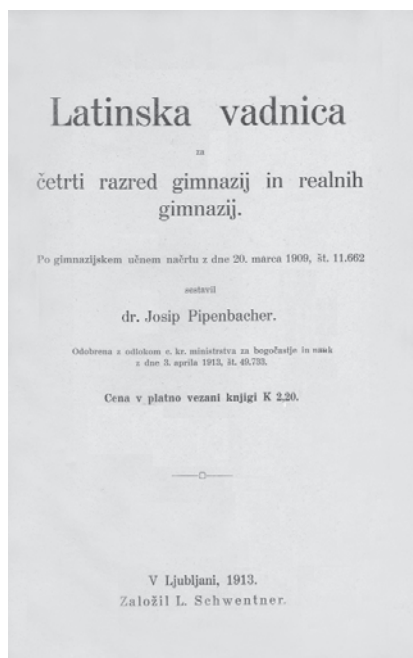 Latinska vadnica
za
četrti razred gimnazij in realnih
gimnazij.
Po gimnazijskem učnem načrtu z dne 20. marca 1909, št. 11.662
sestavil
dr. Josip Pipenbacher.
Odobrena z odlokom c. kr. ministrstva za bogočastje in nauk
z dne 3. aprila 1913, št. 49.733.
Cena v platno vezani knjigi K 2,20.
V Ljubljani, 1913.
Založil L. Schwentner.